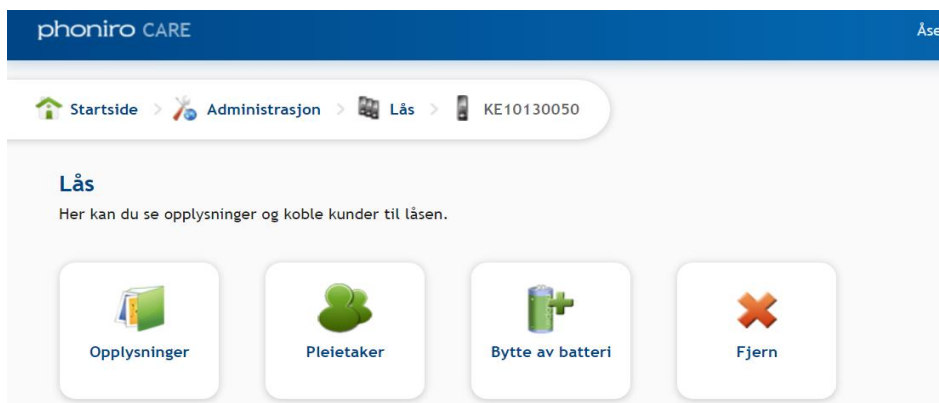 phoniro CARE
Åse
Startside > Administrasjon > Lås > KE10130050
Lås
Her kan du se opplysninger og koble kunder til låsen.
Opplysninger Pleietaker Bytte av batteri Fjern